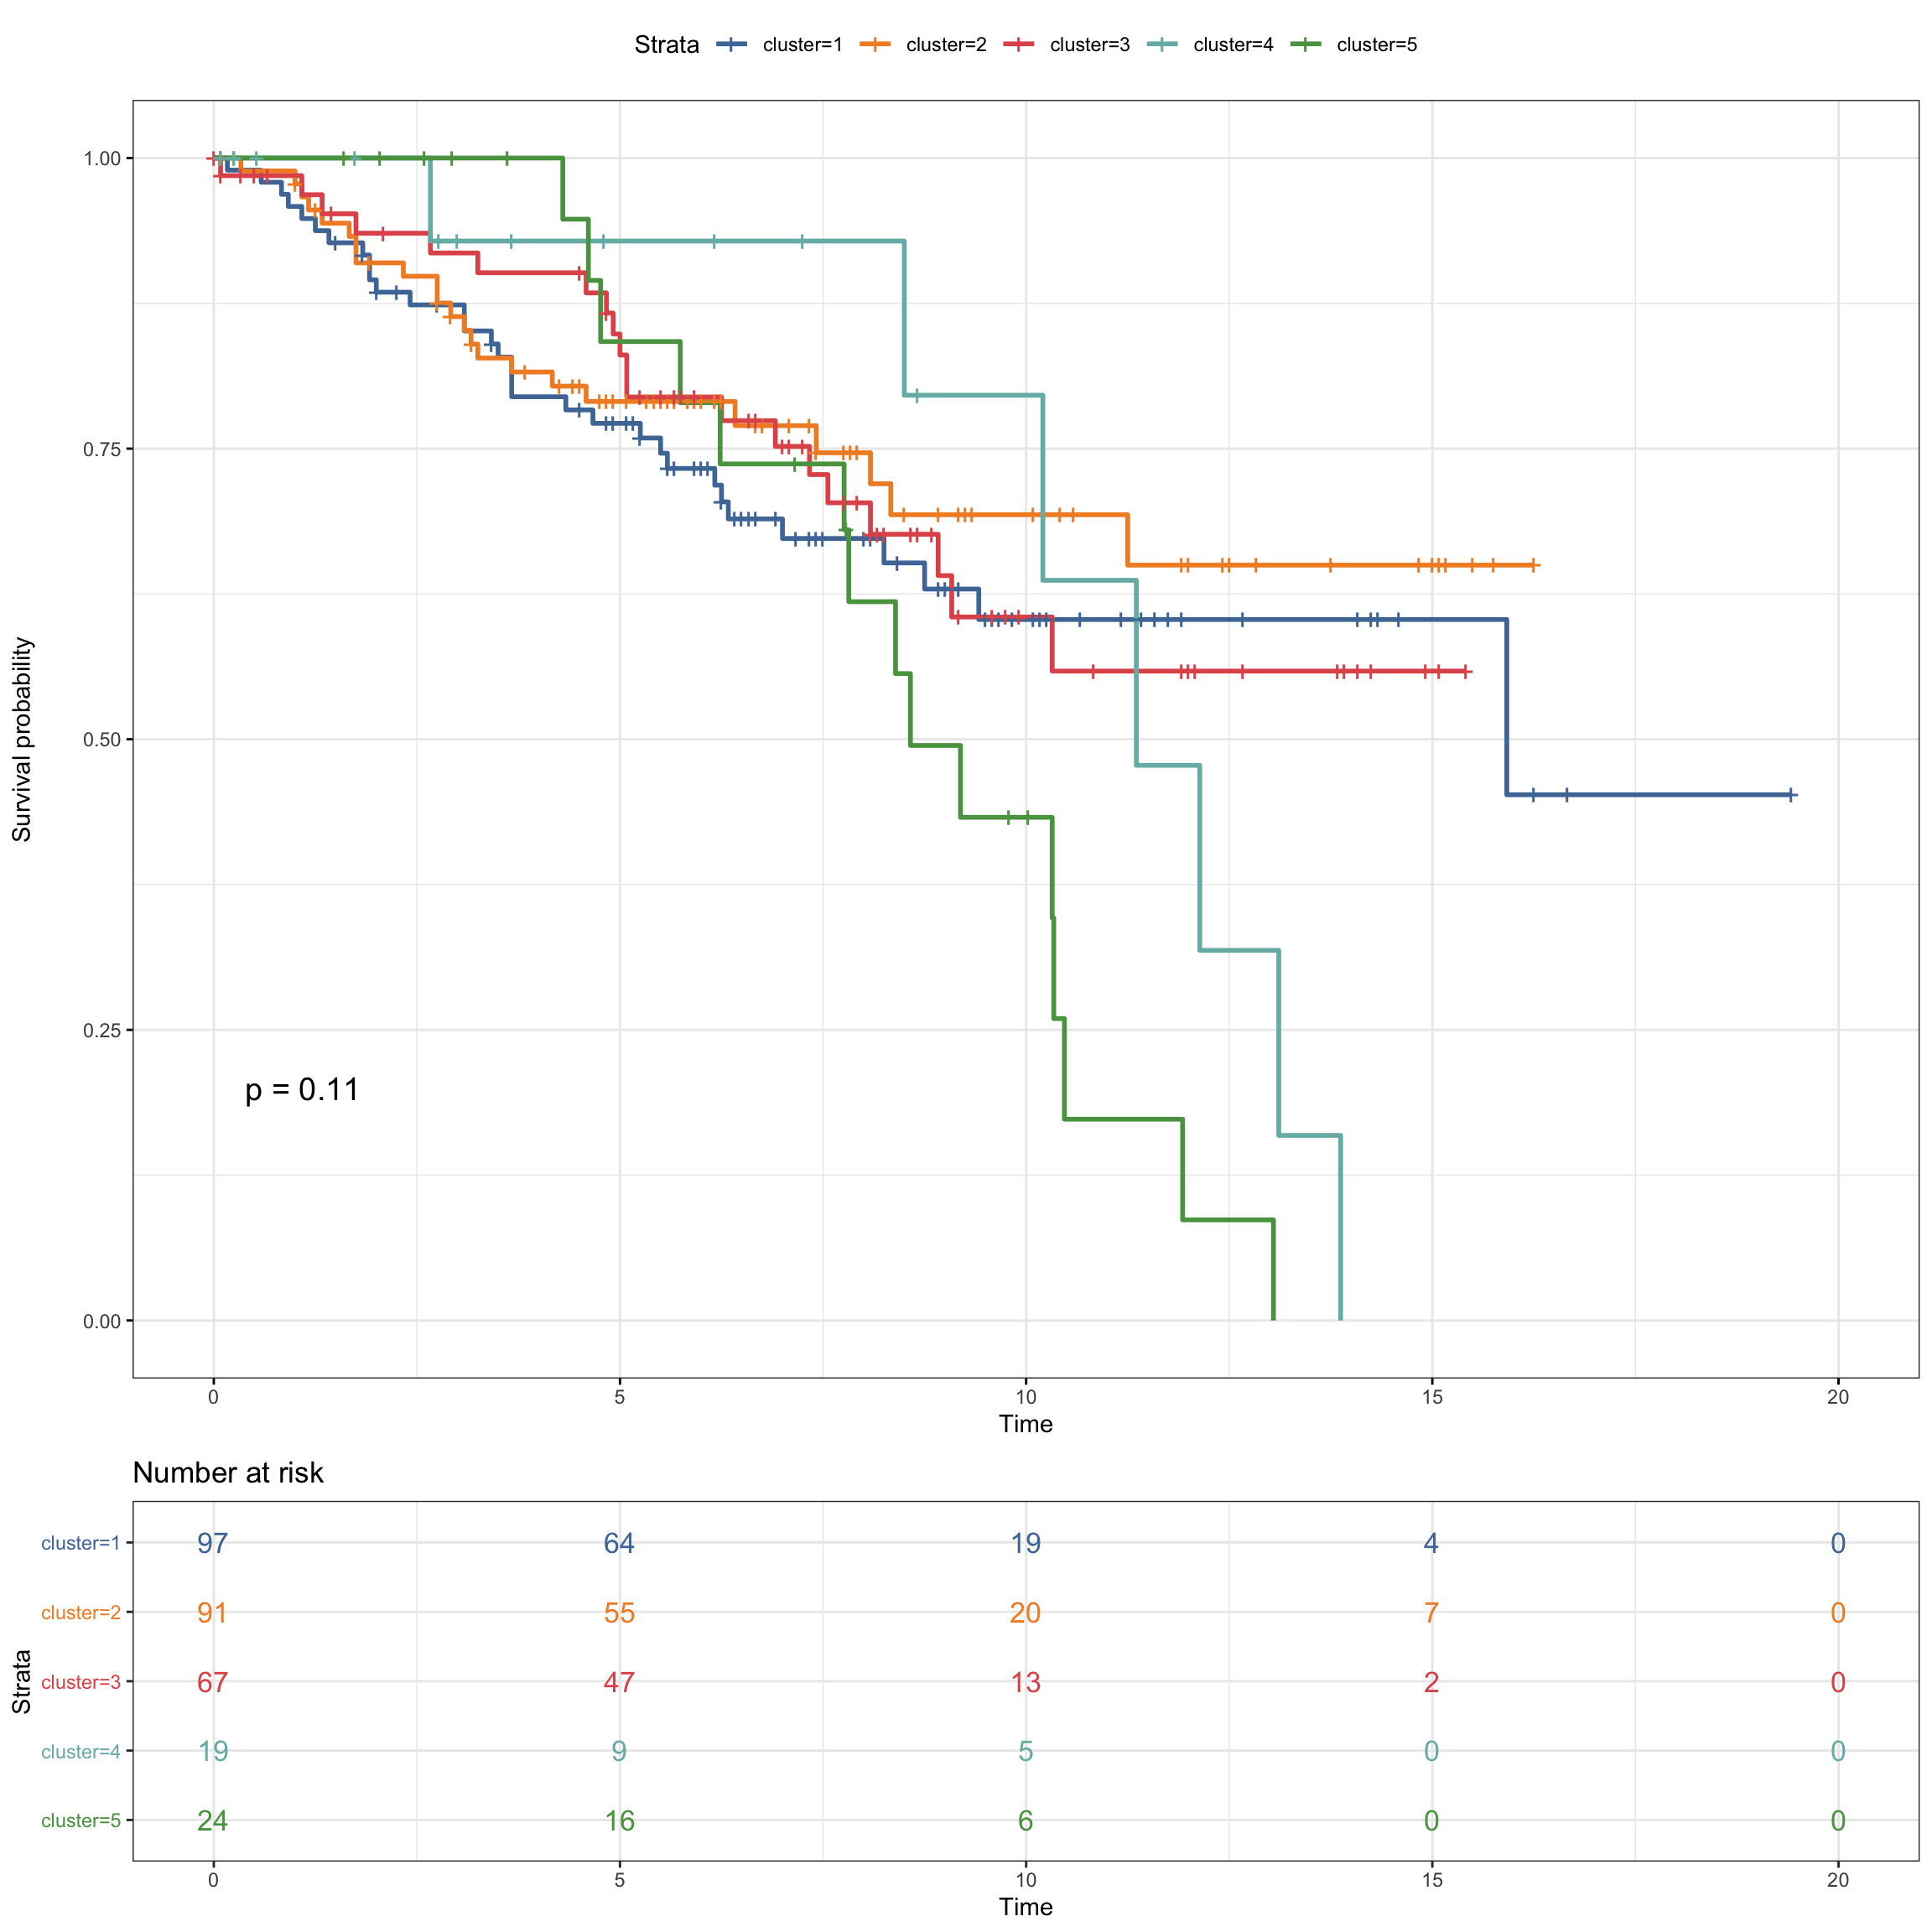 Strata cluster=1 cluster=2 cluster=3 cluster=4 cluster=5
1.00
0.75
0.50
0.25
0.00
Survival probability
p = 0.11
0 5 10 15 20
Time
Number at risk
Strata
cluster=1 97 64 19 4 0
cluster=2 91 55 20 7 0
cluster=3 67 47 13 2 0
cluster=4 19 9 5 0 0
cluster=5 24 16 6 0 0
0 5 10 15 20
Time